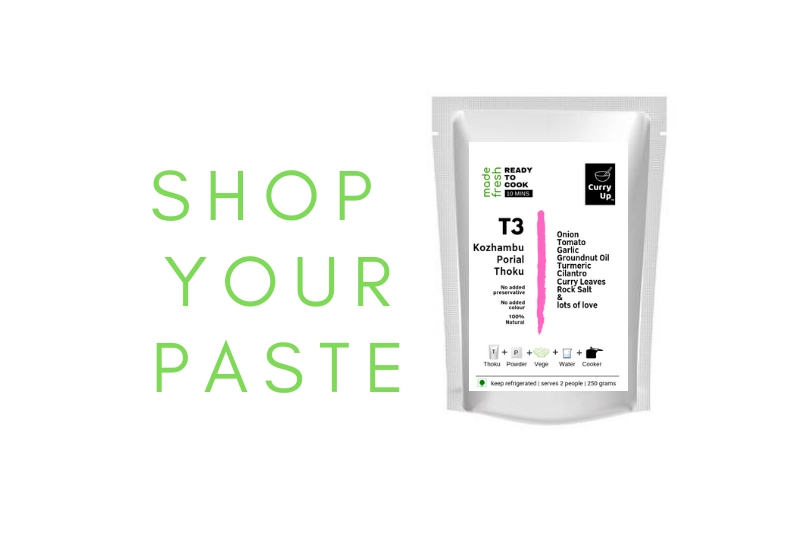 SHOP
YOUR
PASTE
made
fresh
READY
TO
COOK
10 MINS
Curry
Up
T3
Kozhambu
Porial
Thoku
No added
preservative
No added
colour
100%
Natural
Onion
Tomato
Garlic
Groundnut Oil
Turmeric
Cilantro
Curry Leaves
Rock Salt
&
lots of love
T + P + + +
Thoku Powder Vege Water Cooker
keep refrigerated | serves 2 people | 250 grams